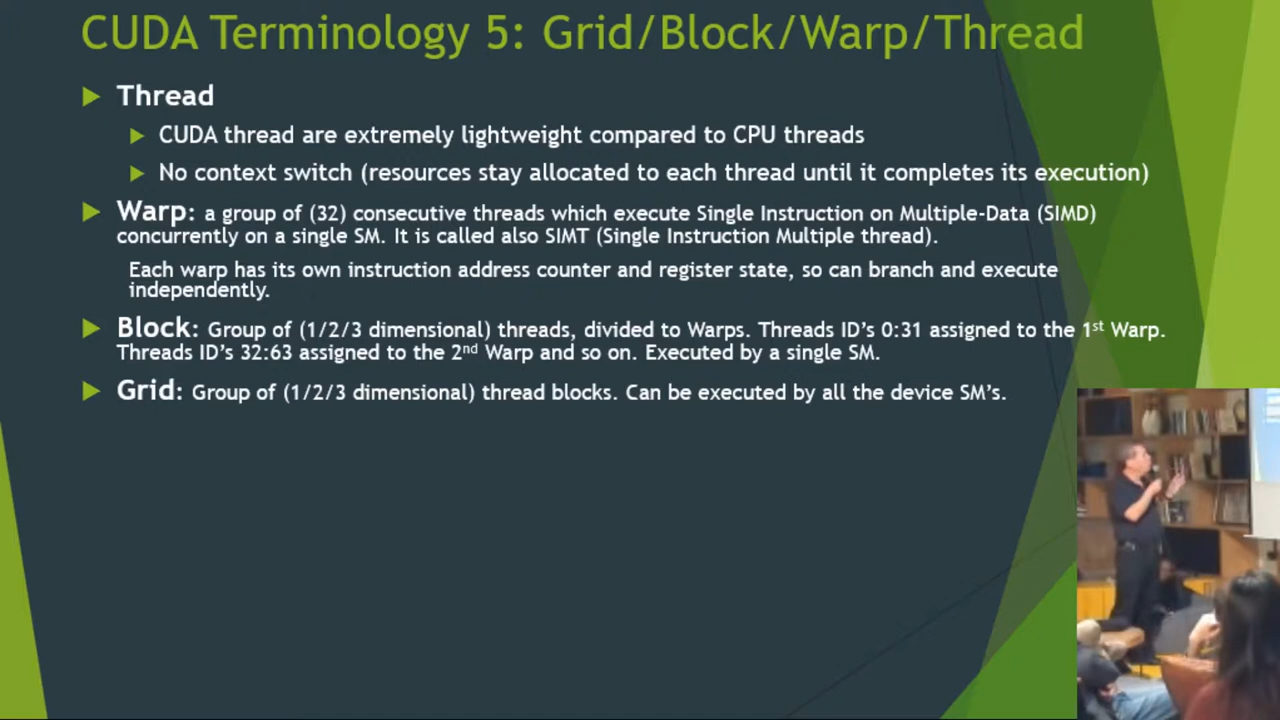 CUDA Terminology 5: Grid/Block/Warp/Thread
Thread
CUDA thread are extremely lightweight compared to CPU threads
No context switch (resources stay allocated to each thread until it completes its execution)
Warp: a group of (32) consecutive threads which execute Single Instruction on Multiple-Data (SIMD)
concurrently on a single SM. It is called also SIMT (Single Instruction Multiple thread).
Each warp has its own instruction address counter and register state, so can branch and execute
independently.
Block: Group of (1/2/3 dimensional) threads, divided to Warps. Threads ID’s 0:31 assigned to the 1st Warp.
Threads ID’s 32:63 assigned to the 2nd Warp and so on. Executed by a single SM.
Grid: Group of (1/2/3 dimensional) thread blocks. Can be executed by all the device SM’s.